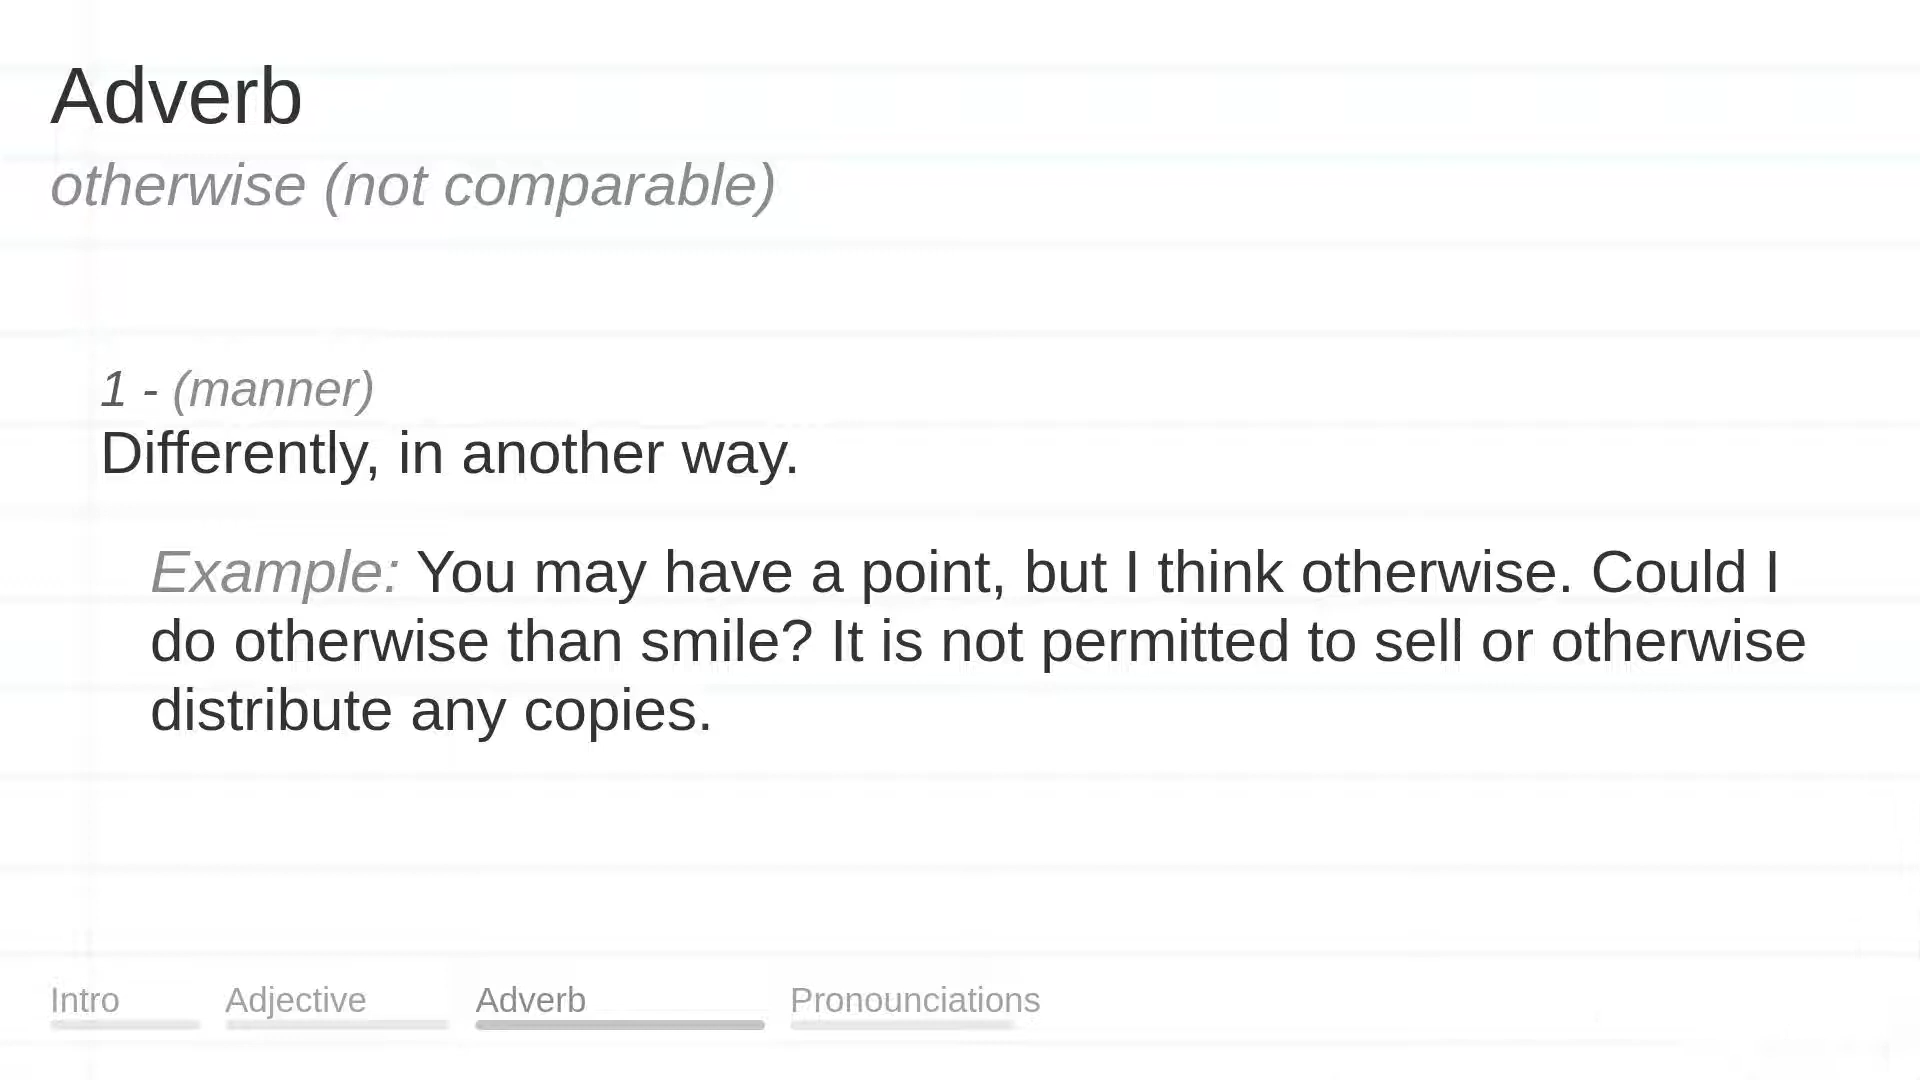 Adverb
otherwise (not comparable)
1 - (manner)
Differently, in another way.
Example: You may have a point, but I think otherwise. Could I
do otherwise than smile? It is not permitted to sell or otherwise
distribute any copies.
Intro Adjective Adverb Pronounciations